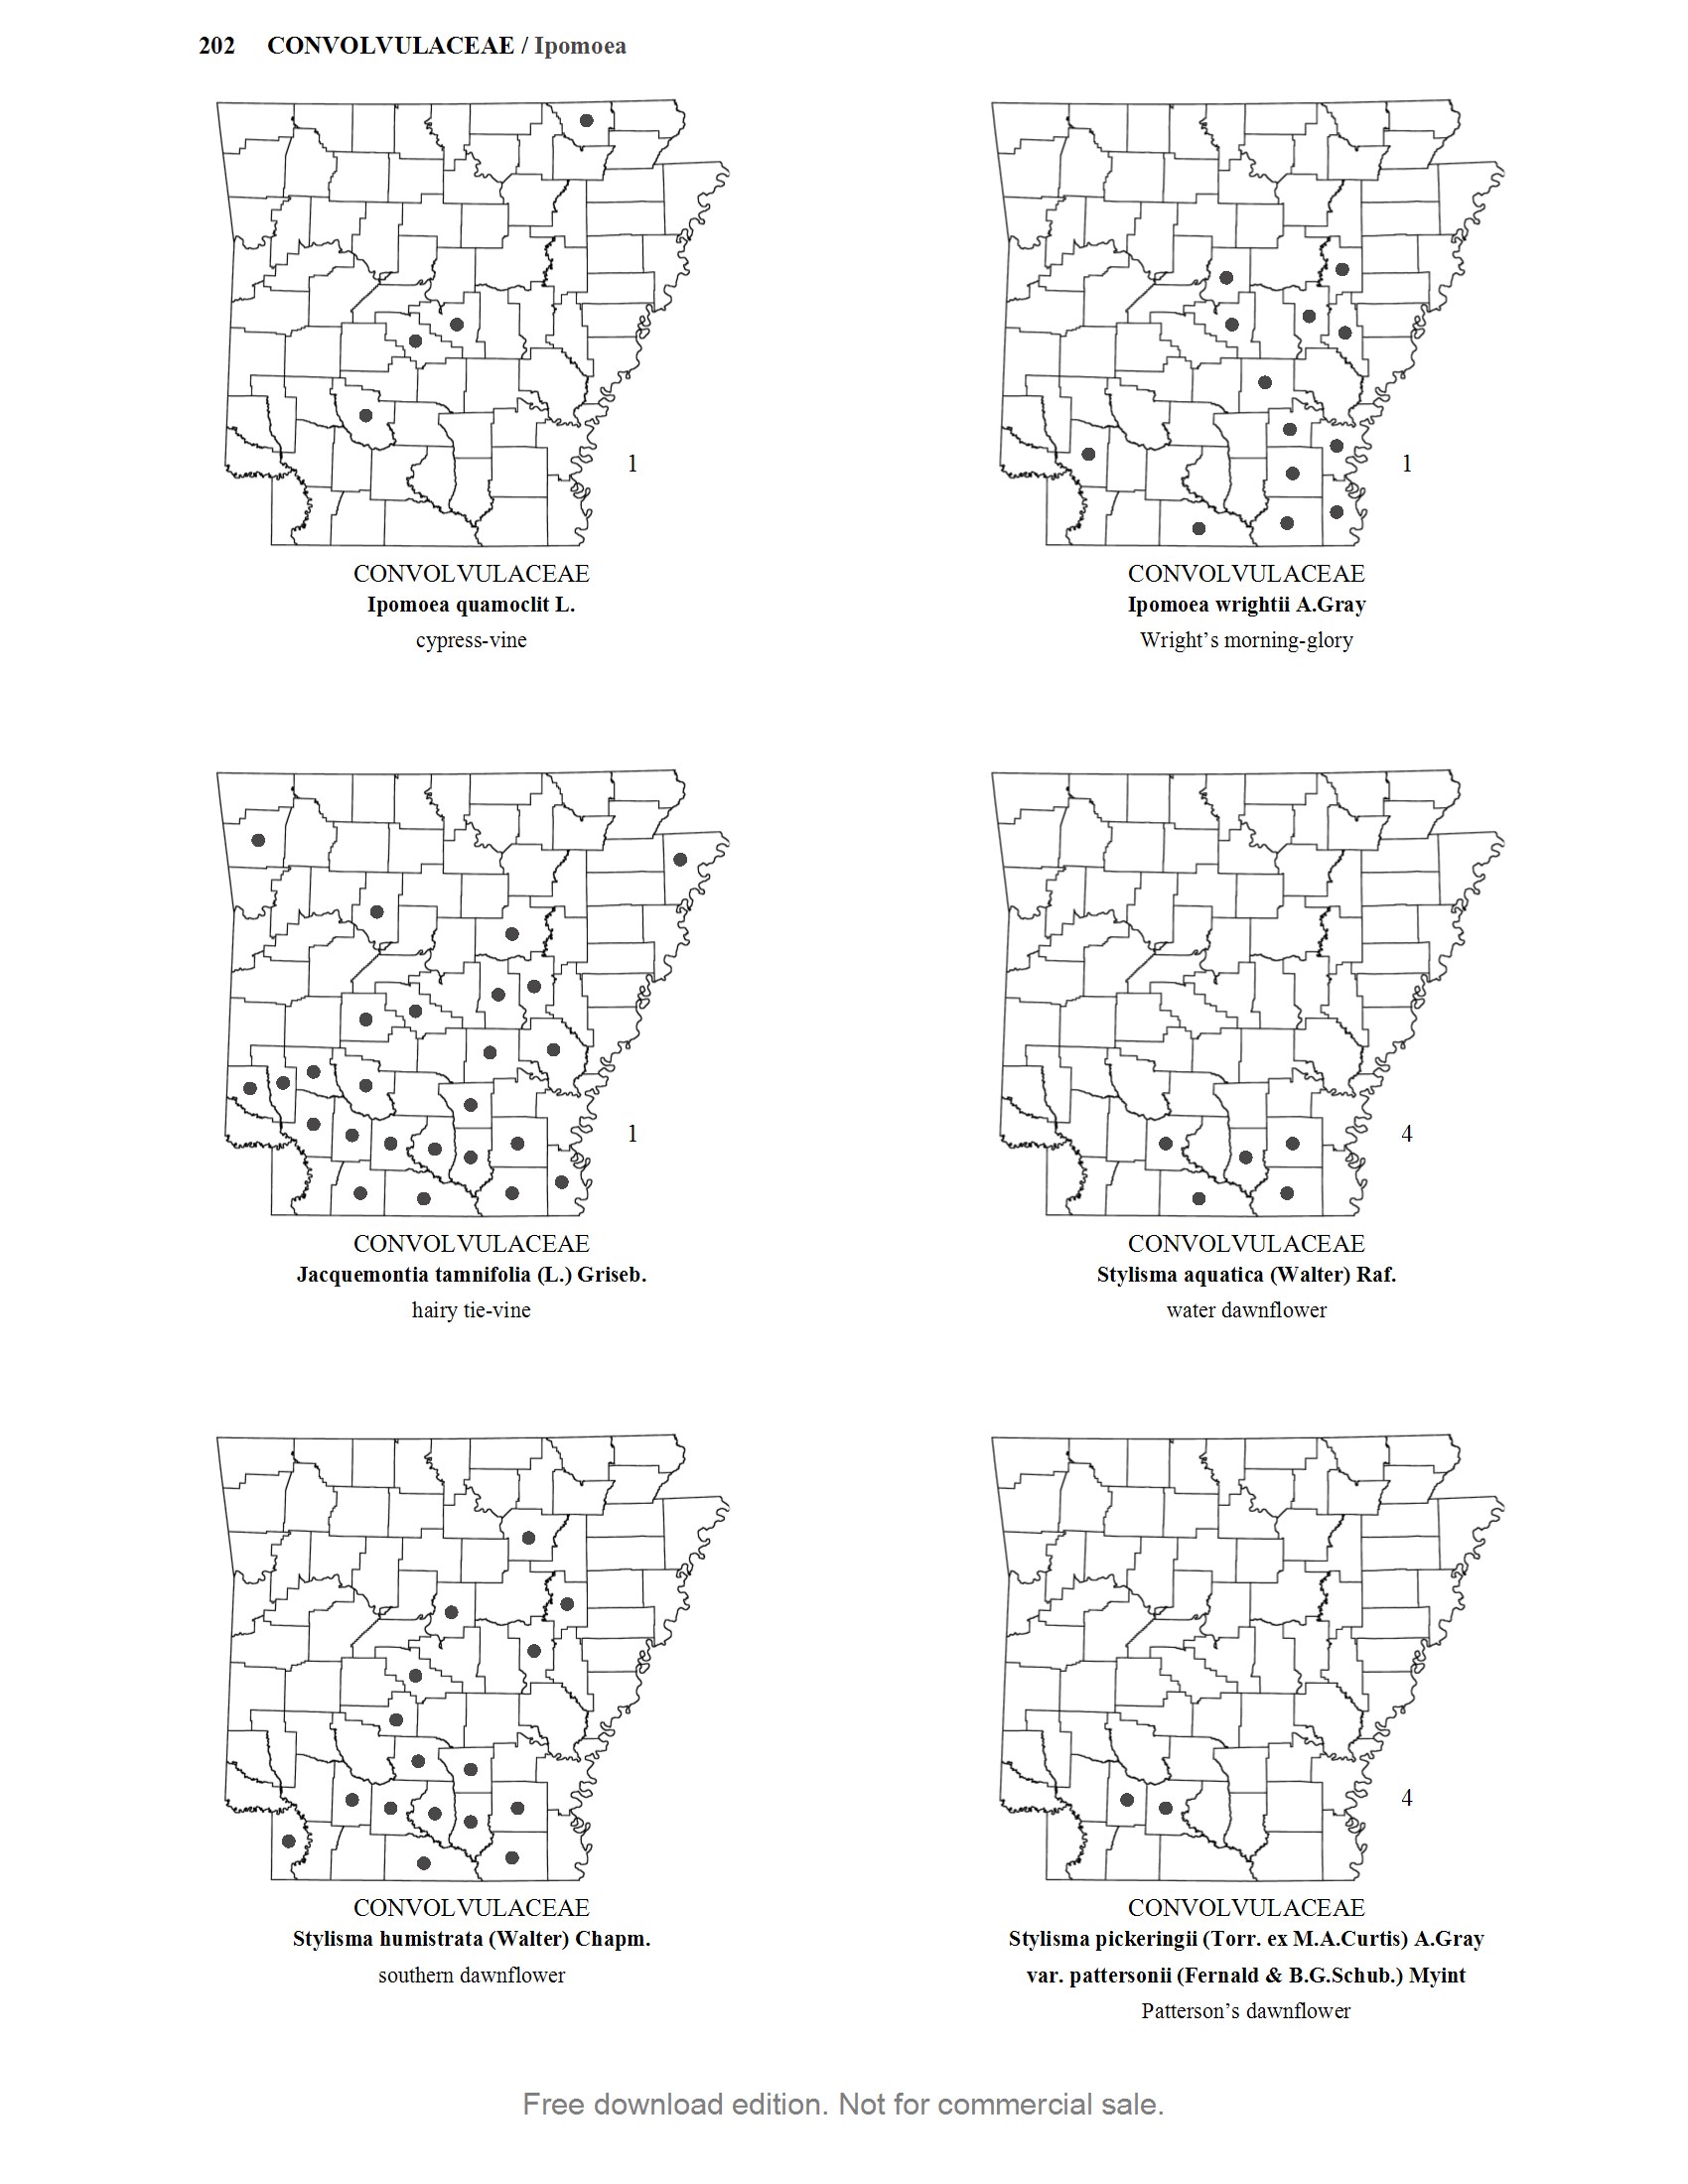 202 CONVOLVULACEAE / Ipomoea
1
1
CONVOLVULACEAE
Ipomoea quamoclit L.
cypress-vine
CONVOLVULACEAE
Ipomoea wrightii A.Gray
Wright’s morning-glory
1
4
CONVOLVULACEAE
Jacquemontia tamnifolia (L.) Griseb.
hairy tie-vine
CONVOLVULACEAE
Stylisma aquatica (Walter) Raf.
water dawnflower
4
CONVOLVULACEAE
Stylisma humistrata (Walter) Chapm.
southern dawnflower
CONVOLVULACEAE
Stylisma pickeringii (Torr. ex M.A.Curtis) A.Gray
var. pattersonii (Fernald & B.G.Schub.) Myint
Patterson’s dawnflower
Free download edition. Not for commercial sale.